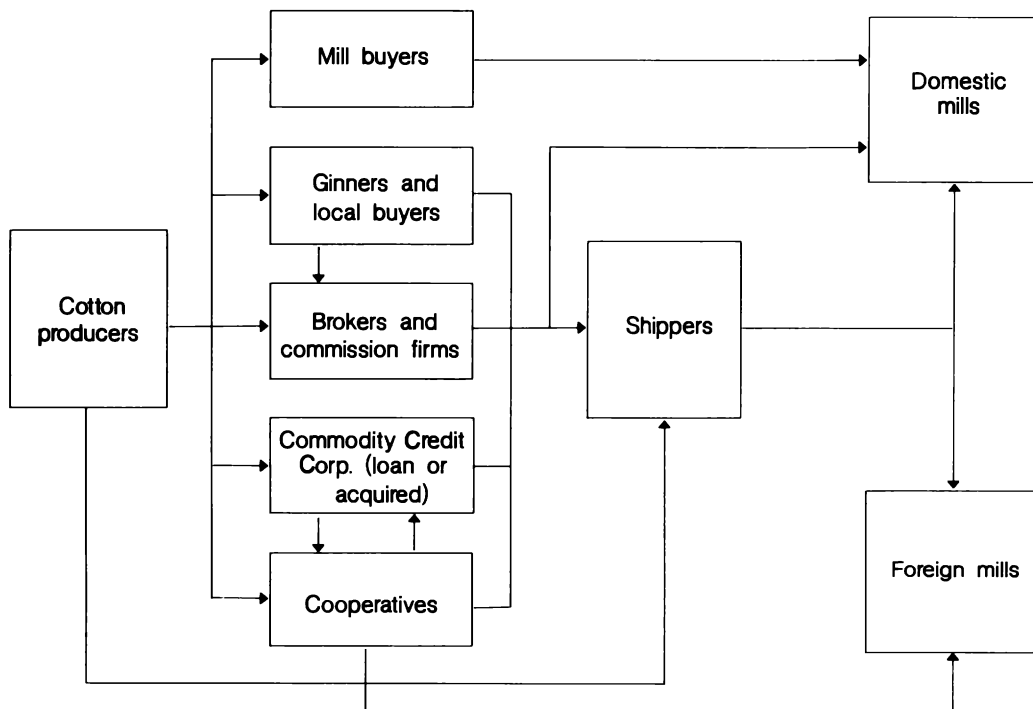 Mill buyers
Domestic
mills
Ginners and
local buyers
Cotton
producers
Brokers and
commission firms
Shippers
Commodity Credit
Corp. (loan or
acquired)
Cooperatives
Foreign mills